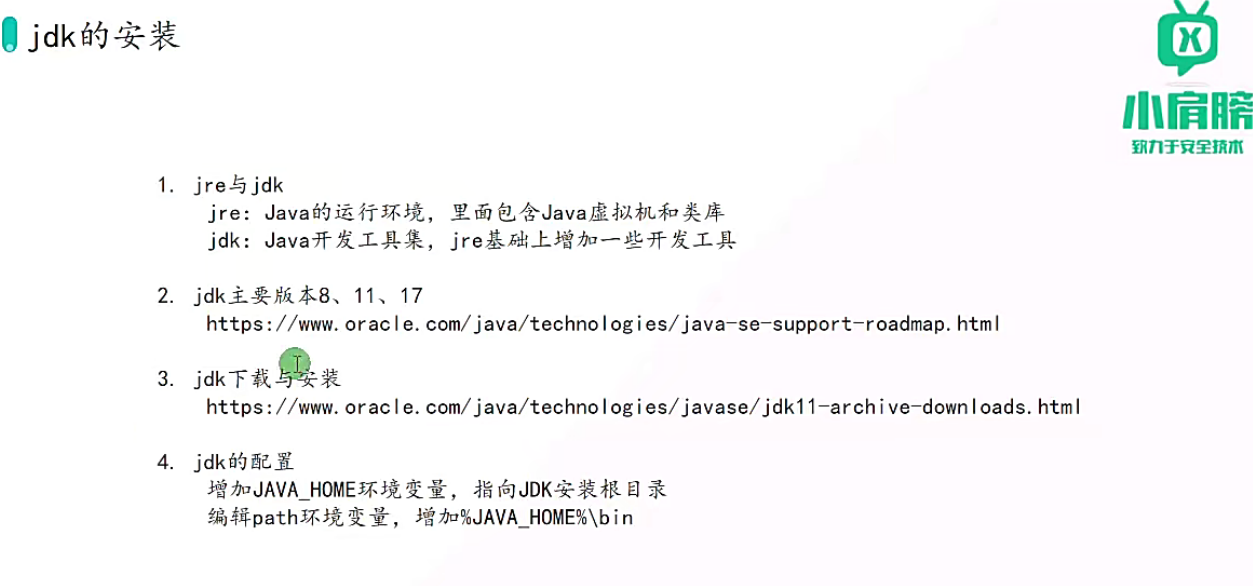 jdk的安装
小肩膀
致力于安全技术
1. jre与jdk
jre: Java的运行环境, 里面包含Java虚拟机和类库
jdk: Java开发工具集, jre基础上增加一些开发工具
2. jdk主要版本8、11、17
https://www.oracle.com/java/technologies/java-se-support-roadmap.html
3. jdk下载与安装
https://www.oracle.com/java/technologies/javase/jdk11-archive-downloads.html
4. jdk的配置
增加JAVA_HOME环境变量, 指向JDK安装根目录
编辑path环境变量, 增加%JAVA_HOME%\bin